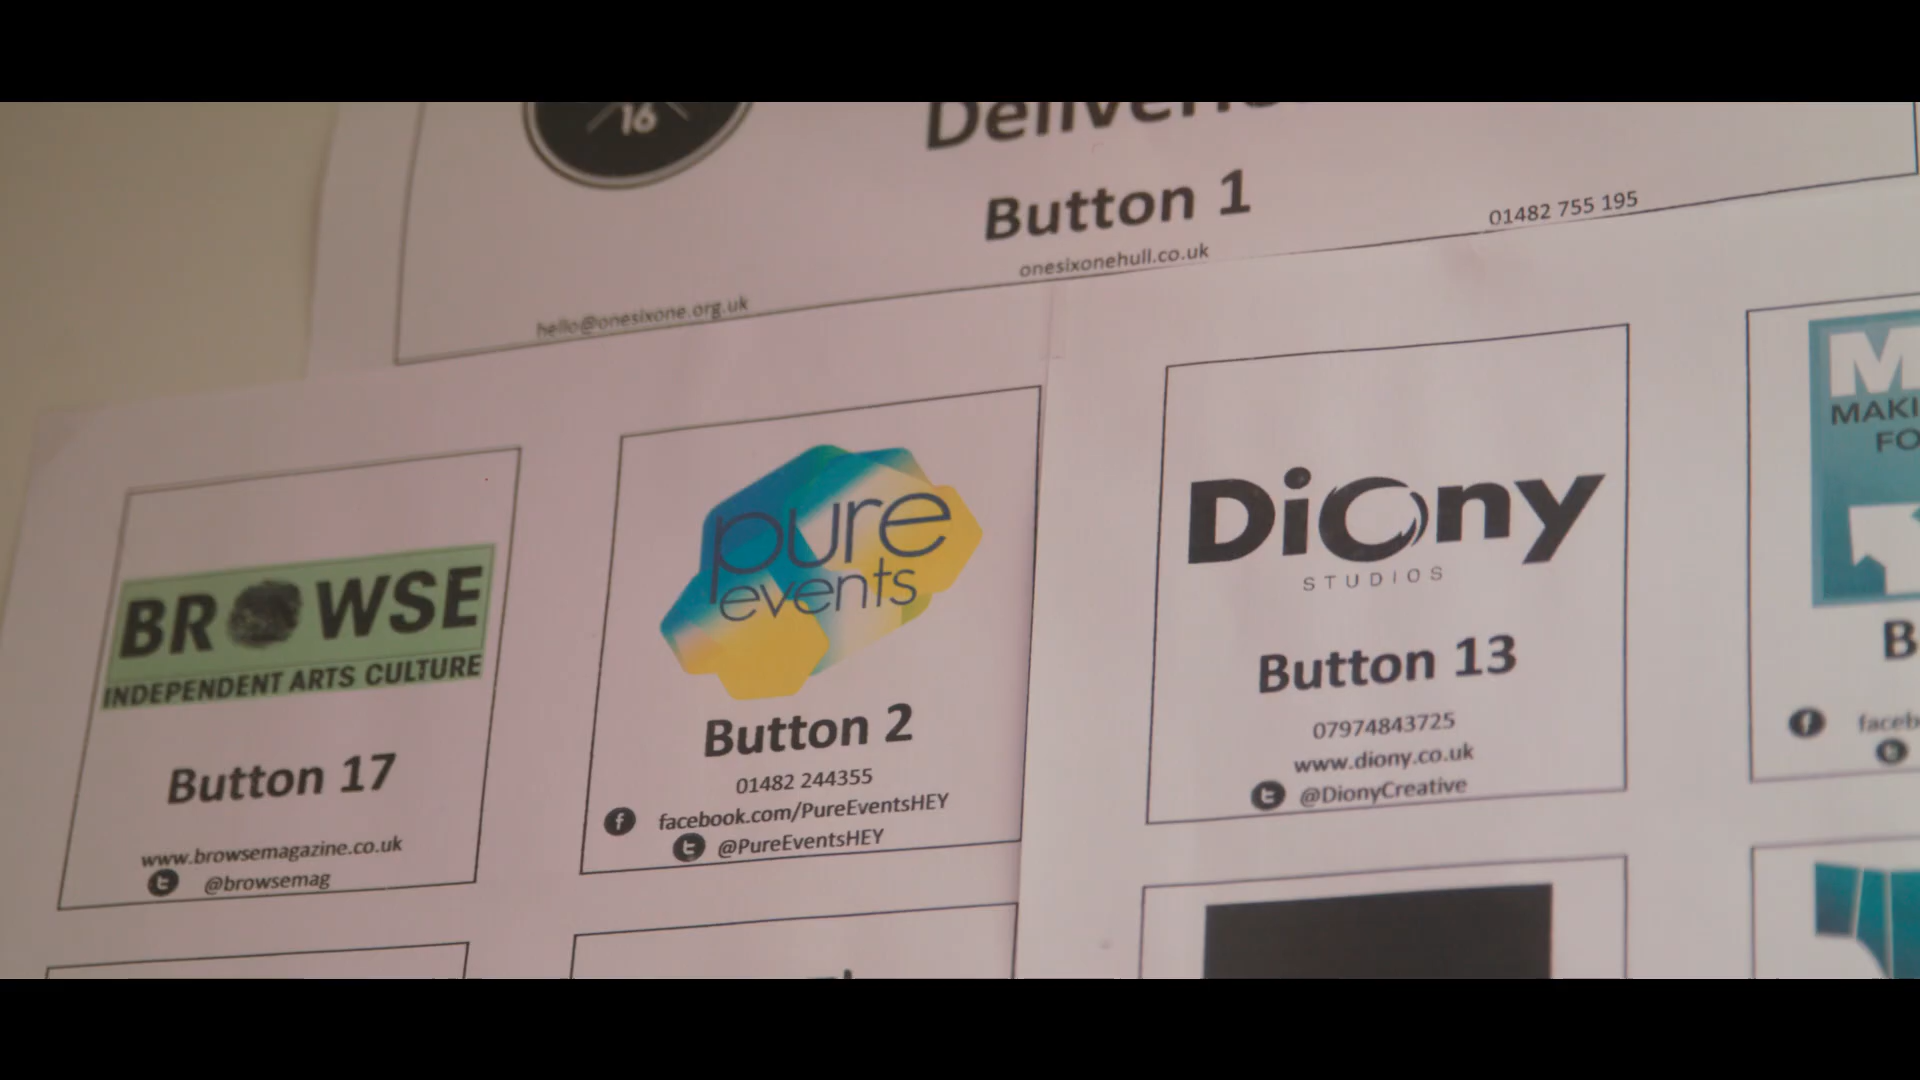 16
Button 1
01482 755 195
onesixonehull.co.uk
hello@onesixone.org.uk
BROWSE
INDEPENDENT ARTS CULTURE
Button 17
www.browsemagazine.co.uk
@browsemag
pure
events
Button 2
01482 244355
facebook.com/PureEventsHEY
@PureEventsHEY
Diony
STUDIOS
Button 13
07974843725
www.diony.co.uk
@DionyCreative
M
MAKI
FO
B
faceb